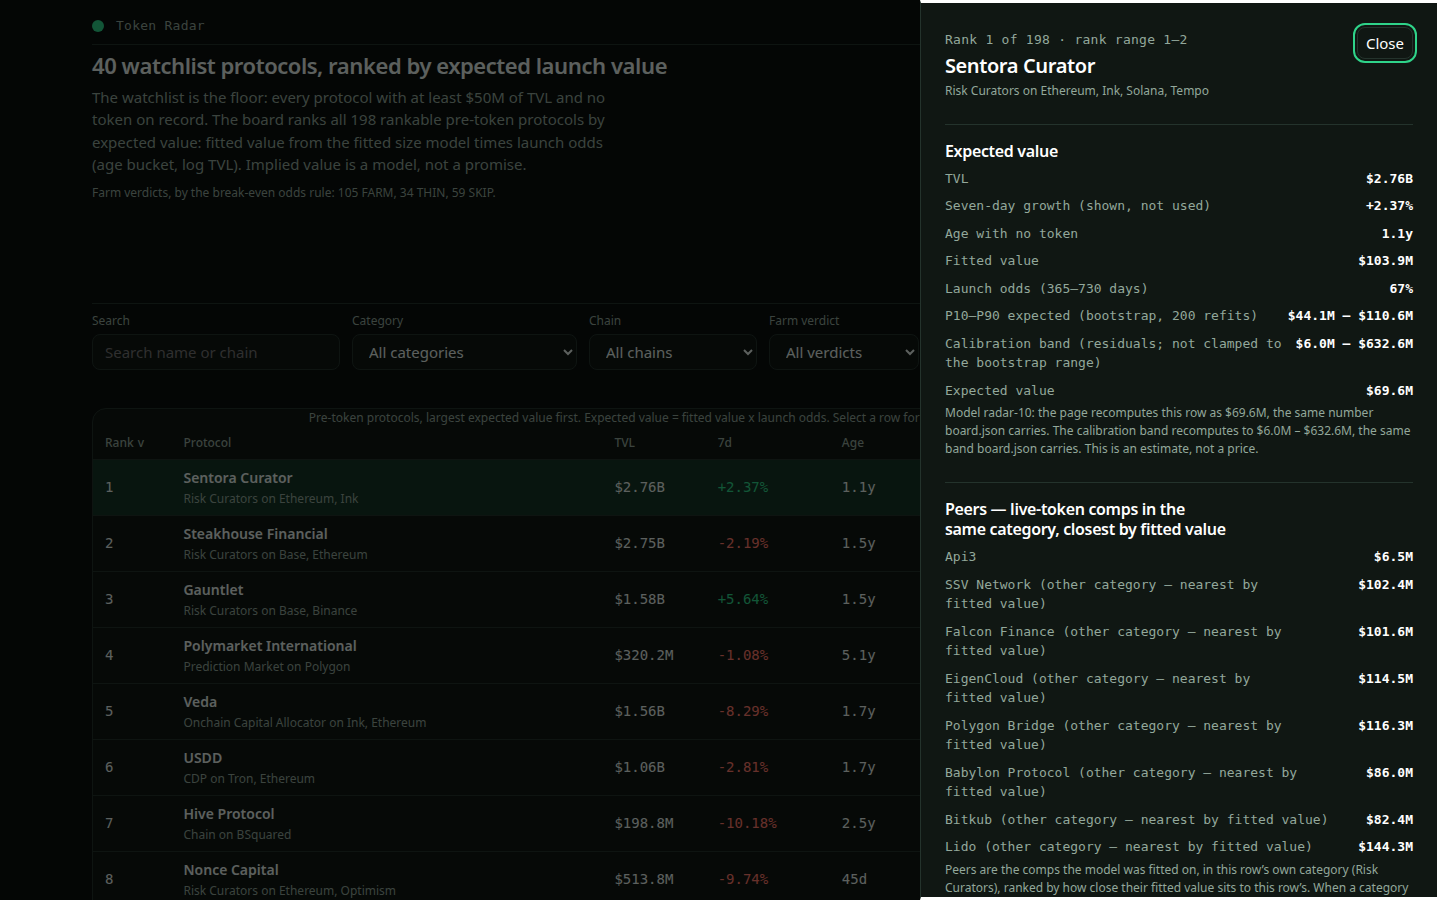 Token Radar
40 watchlist protocols, ranked by expected launch value
The watchlist is the floor: every protocol with at least $50M of TVL and no
token on record. The board ranks all 198 rankable pre-token protocols by
expected value: fitted value from the fitted size model times launch odds
(age bucket, log TVL). Implied value is a model, not a promise.
Farm verdicts, by the break-even odds rule: 105 FARM, 34 THIN, 59 SKIP.
Search Category Chain Farm verdict
Search name or chain All categories All chains All verdicts
Pre-token protocols, largest expected value first. Expected value = fitted value x launch odds. Select a row for
Rank v Protocol TVL 7d Age
1 Sentora Curator $2.76B +2.37% 1.1y
Risk Curators on Ethereum, Ink
2 Steakhouse Financial $2.75B -2.19% 1.5y
Risk Curators on Base, Ethereum
3 Gauntlet $1.58B +5.64% 1.5y
Risk Curators on Base, Binance
4 Polymarket International $320.2M -1.08% 5.1y
Prediction Market on Polygon
5 Veda $1.56B -8.29% 1.7y
Onchain Capital Allocator on Ink, Ethereum
6 USDD $1.06B -2.81% 1.7y
CDP on Tron, Ethereum
7 Hive Protocol $198.8M -10.18% 2.5y
Chain on BSquared
8 Nonce Capital $513.8M -9.74% 45d
Risk Curators on Ethereum, Optimism
Rank 1 of 198 · rank range 1–2
Close
Sentora Curator
Risk Curators on Ethereum, Ink, Solana, Tempo
Expected value
TVL $2.76B
Seven-day growth (shown, not used) +2.37%
Age with no token 1.1y
Fitted value $103.9M
Launch odds (365–730 days) 67%
P10–P90 expected (bootstrap, 200 refits) $44.1M – $110.6M
Calibration band (residuals; not clamped to $6.0M – $632.6M
the bootstrap range)
Expected value $69.6M
Model radar-10: the page recomputes this row as $69.6M, the same number
board.json carries. The calibration band recomputes to $6.0M – $632.6M, the same
band board.json carries. This is an estimate, not a price.
Peers — live-token comps in the
same category, closest by fitted value
Api3 $6.5M
SSV Network (other category — nearest by $102.4M
fitted value)
Falcon Finance (other category — nearest by $101.6M
fitted value)
EigenCloud (other category — nearest by $114.5M
fitted value)
Polygon Bridge (other category — nearest by $116.3M
fitted value)
Babylon Protocol (other category — nearest by $86.0M
fitted value)
Bitkub (other category — nearest by fitted value) $82.4M
Lido (other category — nearest by fitted value) $144.3M
Peers are the comps the model was fitted on, in this row's own category (Risk
Curators), ranked by how close their fitted value sits to this row's. When a category